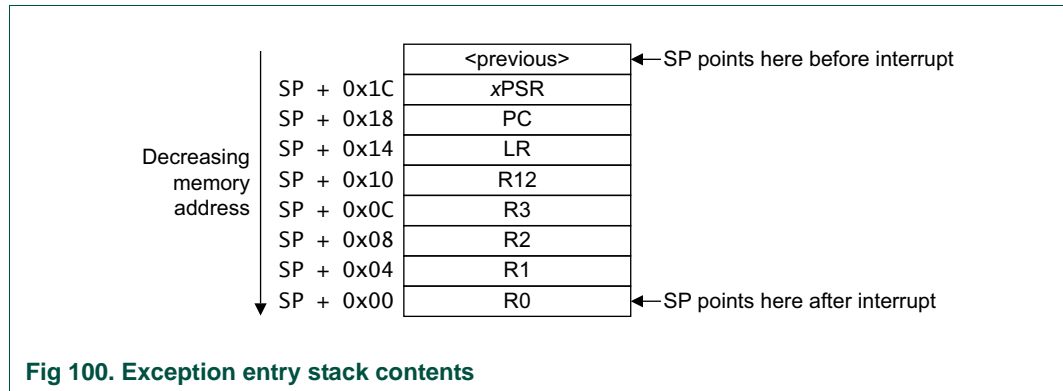 <previous> SP points here before interrupt
SP + 0x1C xPSR
SP + 0x18 PC
SP + 0x14 LR
Decreasing
memory
address
SP + 0x10 R12
SP + 0x0C R3
SP + 0x08 R2
SP + 0x04 R1
SP + 0x00 R0 SP points here after interrupt
Fig 100. Exception entry stack contents